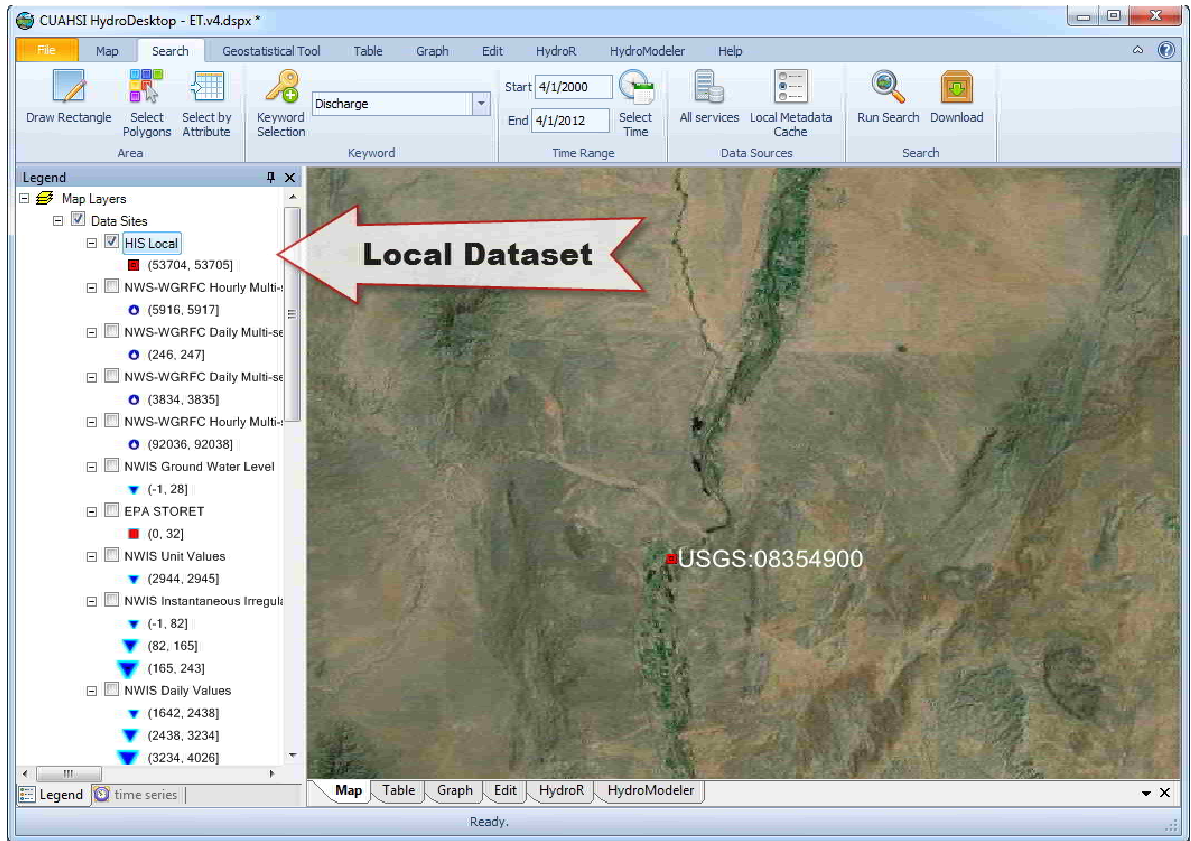 CUAHSI HydroDesktop - ET.v4.dspx *
File Map Search Geostatistical Tool Table Graph Edit HydroR HydroModeler Help
Draw Rectangle
Select Polygons
Select by Attribute
Area
Keyword Selection
Discharge
Keyword
Start 4/1/2000
End 4/1/2012
Select Time
Time Range
All services
Local Metadata Cache
Data Sources
Run Search
Download
Search
Legend
Map Layers
Data Sites
HIS Local
(53704, 53705]
NWS-WGRFC Hourly Multi-s
(5916, 5917]
NWS-WGRFC Daily Multi-se
(246, 247]
NWS-WGRFC Daily Multi-se
(3834, 3835]
NWS-WGRFC Hourly Multi-s
(92036, 92038]
NWIS Ground Water Level
(-1, 28]
EPA STORET
(0, 32]
NWIS Unit Values
(2944, 2945]
NWIS Instantaneous Irregula
(-1, 82]
(82, 165]
(165, 243]
NWIS Daily Values
(1642, 2438]
(2438, 3234]
(3234, 4026]
Legend time series
Local Dataset
USGS:08354900
Map Table Graph Edit HydroR HydroModeler
Ready.